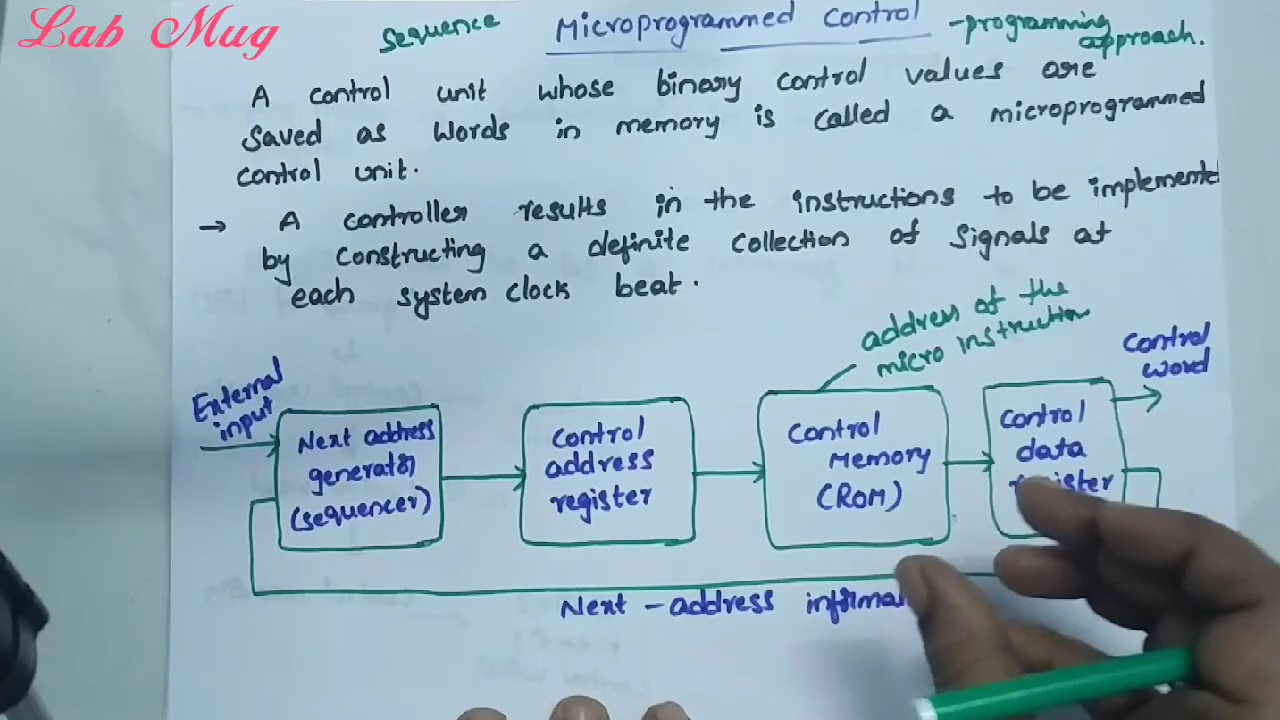 Lab Mug
sequence Microprogrammed Control -programming
approach.
A control unit whose binary control values are
saved as words in memory is called a microprogrammed
control unit.
→ A controller results in the instructions to be implemented
by constructing a definite collection of signals at
each system clock beat.
address of the
micro instruction
External
input
Next address
generator
(sequencer)
Control
address
register
Control
Memory
(ROM)
Control
data
register
Control
word
Next - address